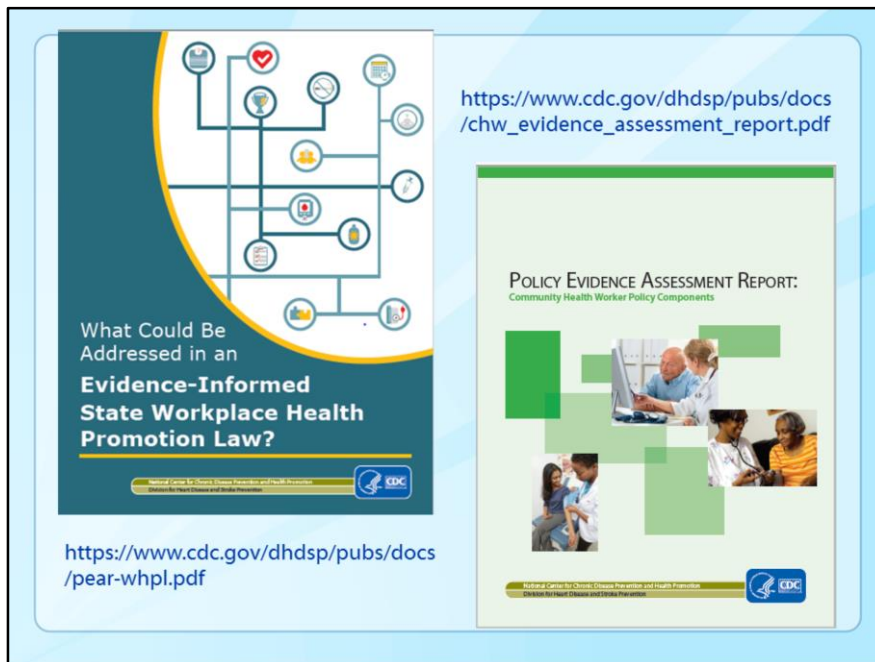 What Could Be
Addressed in an
Evidence-Informed
State Workplace Health
Promotion Law?
National Center for Chronic Disease Prevention and Health Promotion
Division for Heart Disease and Stroke Prevention
CDC
https://www.cdc.gov/dhdsp/pubs/docs
/pear-whpl.pdf
https://www.cdc.gov/dhdsp/pubs/docs
/chw_evidence_assessment_report.pdf
POLICY EVIDENCE ASSESSMENT REPORT:
Community Health Worker Policy Components
National Center for Chronic Disease Prevention and Health Promotion
Division for Heart Disease and Stroke Prevention
CDC